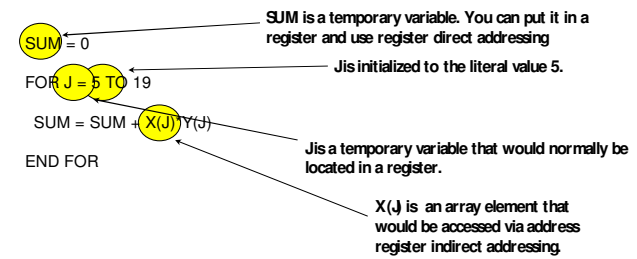 SUM = 0
FOR J = 5 TO 19
SUM = SUM + X(J)*Y(J)
END FOR
SUM is a temporary variable. You can put it in a
register and use register direct addressing
J is initialized to the literal value 5.
J is a temporary variable that would normally be
located in a register.
X(J) is an array element that
would be accessed via address
register indirect addressing.